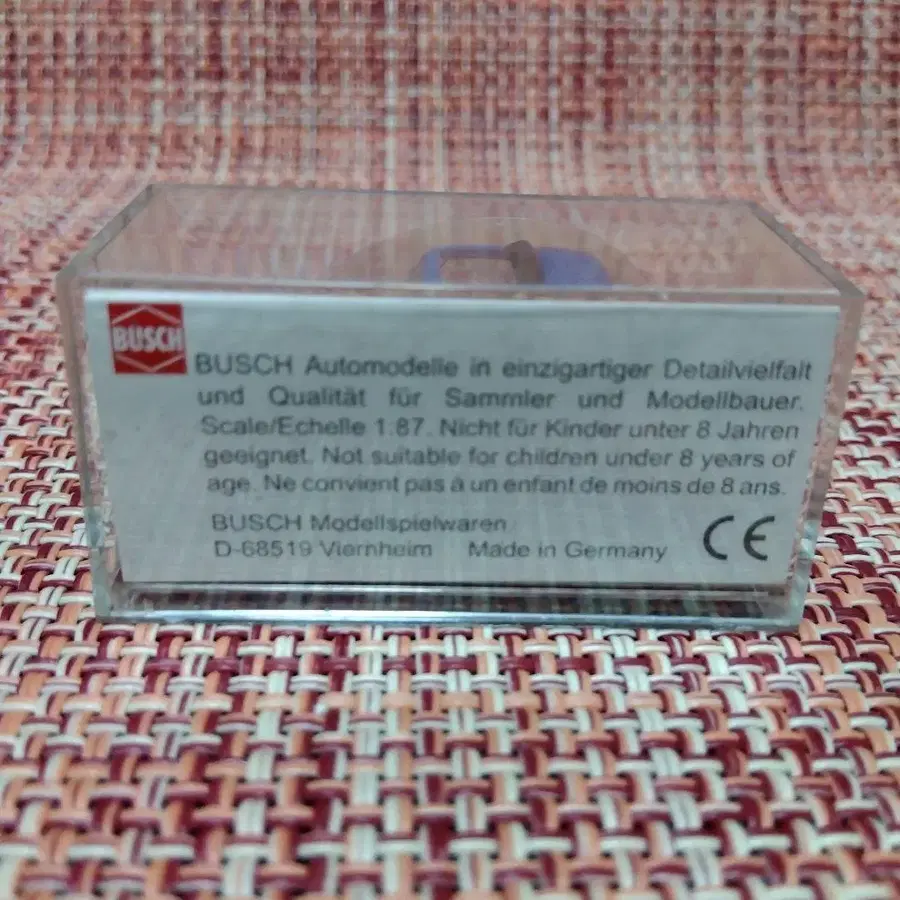 BUSCH
BUSCH Automodelle in einzigartiger Detailvielfalt
und Qualität für Sammler und Modellbauer.
Scale/Echelle 1:87. Nicht für Kinder unter 8 Jahren
geeignet. Not suitable for children under 8 years of
age. Ne convient pas à un enfant de moins de 8 ans.
BUSCH Modellspielwaren
D-68519 Viernheim Made in Germany
CE